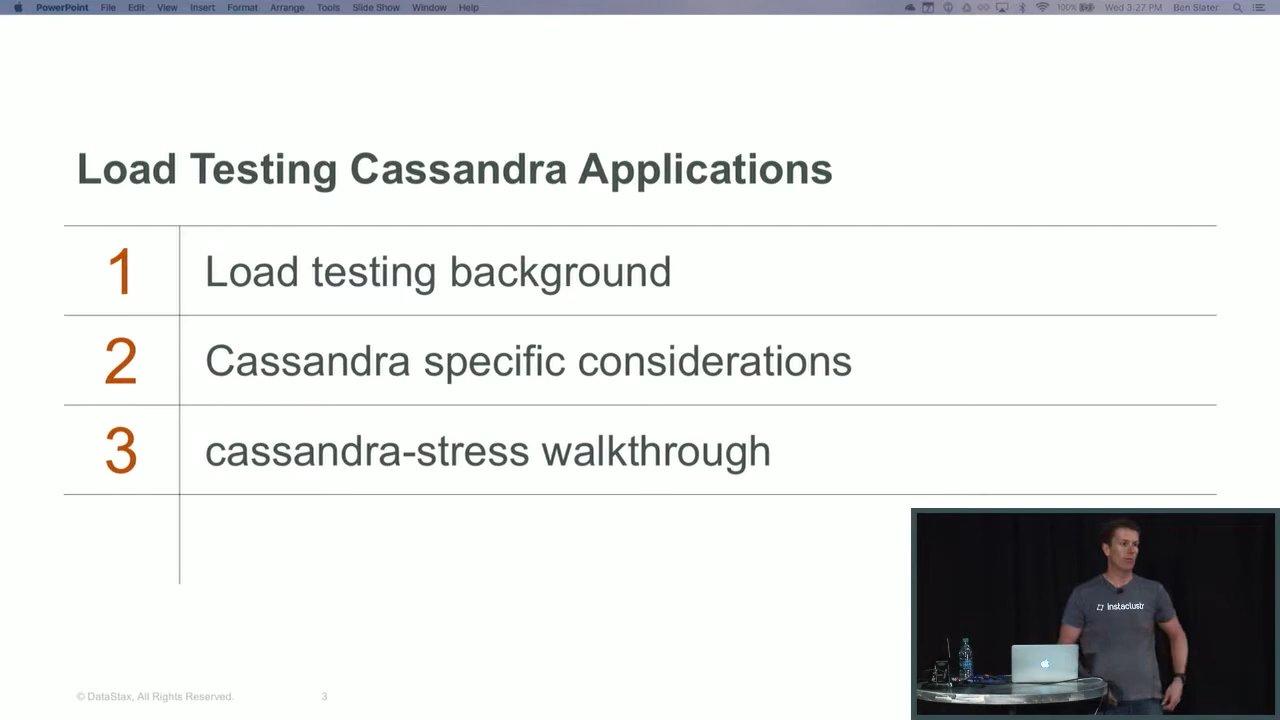 PowerPoint File Edit View Insert Format Arrange Tools Slide Show Window Help 100% Wed 3:27 PM Ben Slater
Load Testing Cassandra Applications
1 Load testing background
2 Cassandra specific considerations
3 cassandra-stress walkthrough
instaclustr
© DataStax, All Rights Reserved. 3